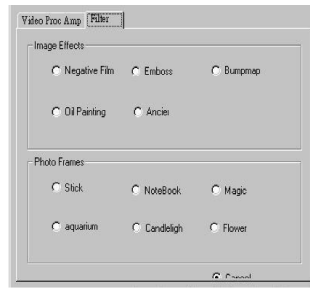 Video Proc Amp Filter
Image Effects
Negative Film Emboss Bumpmap
Oil Painting Ancier
Photo Frames
Stick NoteBook Magic
aquarium Candleligh Flower
Cancel